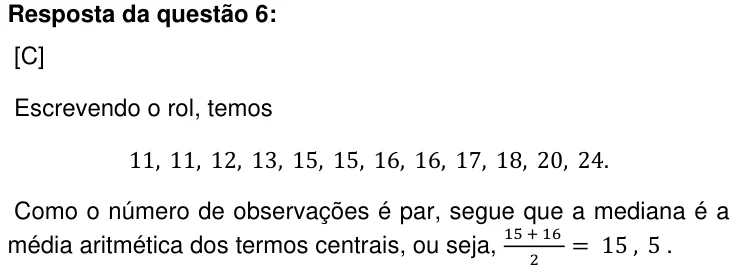 Resposta da questão 6:
[C]
Escrevendo o rol, temos
11, 11, 12, 13, 15, 15, 16, 16, 17, 18, 20, 24.
Como o número de observações é par, segue que a mediana é a
média aritmética dos termos centrais, ou seja, \frac{15 + 16}{2} = 15 , 5 .